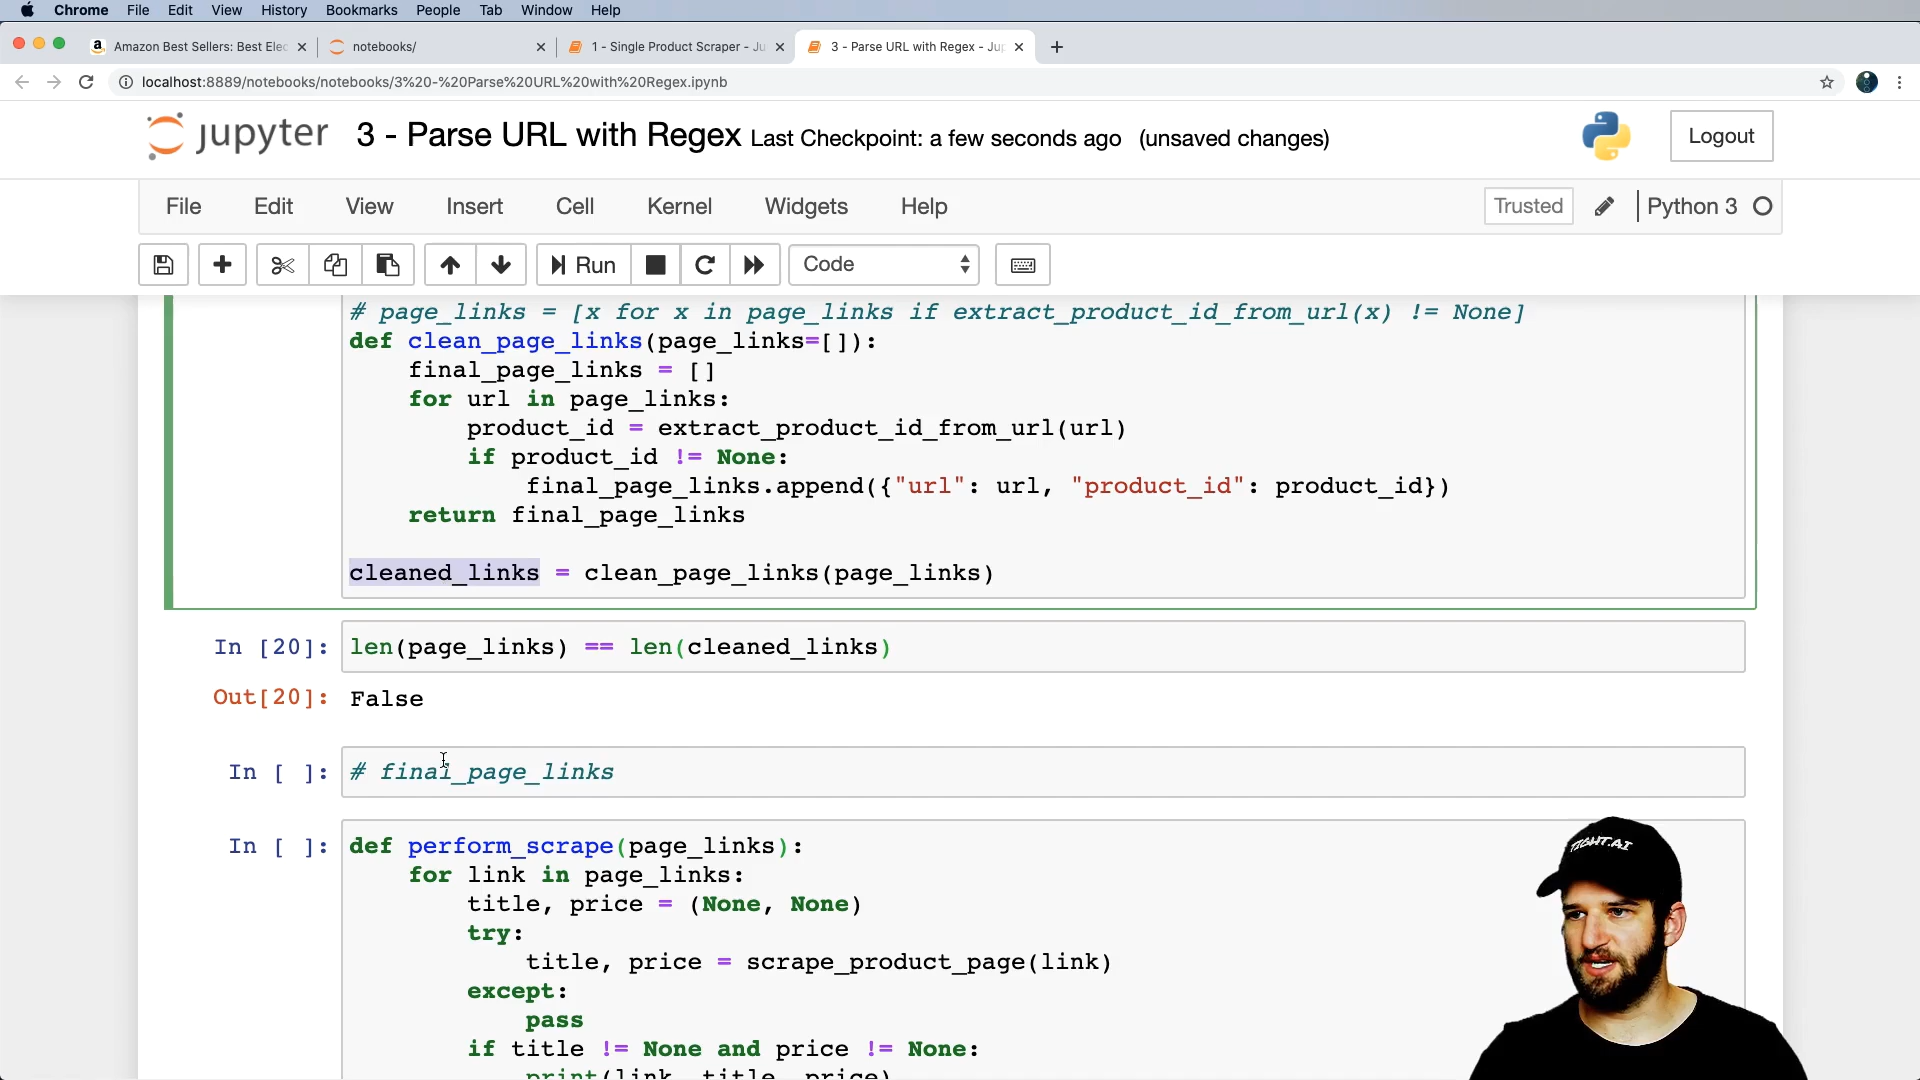 Chrome File Edit View History Bookmarks People Tab Window Help
Amazon Best Sellers: Best Elec
notebooks/
1 - Single Product Scraper - Ju
3 - Parse URL with Regex - Jup
localhost:8889/notebooks/notebooks/3%20-%20Parse%20URL%20with%20Regex.ipynb
jupyter 3 - Parse URL with Regex Last Checkpoint: a few seconds ago (unsaved changes)
Logout
File Edit View Insert Cell Kernel Widgets Help
Trusted
Python 3
Run
Code
# page_links = [x for x in page_links if extract_product_id_from_url(x) != None]
def clean_page_links(page_links=[]):
final_page_links = []
for url in page_links:
product_id = extract_product_id_from_url(url)
if product_id != None:
final_page_links.append({"url": url, "product_id": product_id})
return final_page_links
cleaned_links = clean_page_links(page_links)
In [20]: len(page_links) == len(cleaned_links)
Out[20]: False
In [ ]: # final_page_links
In [ ]: def perform_scrape(page_links):
for link in page_links:
title, price = (None, None)
try:
title, price = scrape_product_page(link)
except:
pass
if title != None and price != None:
print(link, title, price)
TIGHT.AI